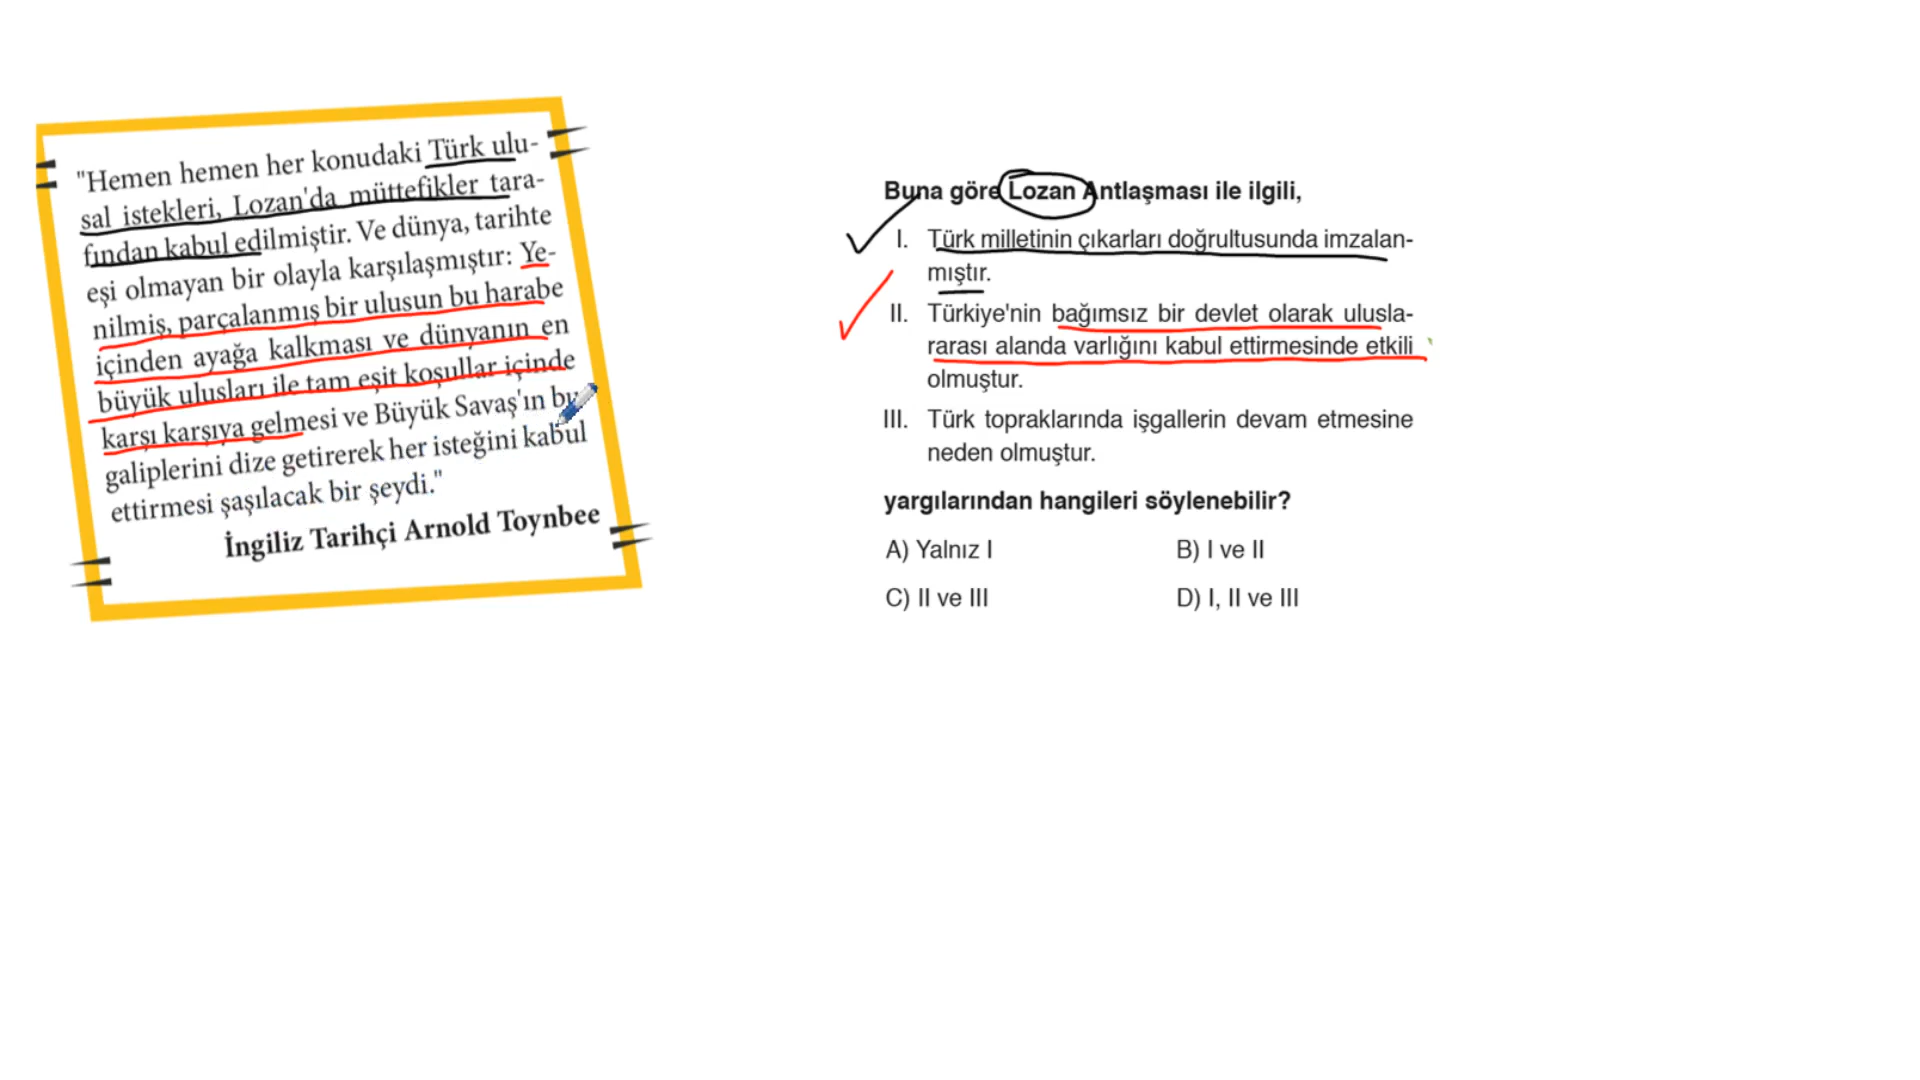 "Hemen hemen her konudaki Türk ulu-
sal istekleri, Lozan'da müttefikler tara-
fından kabul edilmiştir. Ve dünya, tarihte
eşi olmayan bir olayla karşılaşmıştır: Ye-
nilmiş, parçalanmış bir ulusun bu harabe
içinden ayağa kalkması ve dünyanın en
büyük ulusları ile tam eşit koşullar içinde
karşı karşıya gelmesi ve Büyük Savaş'ın bu
galiplerini dize getirerek her isteğini kabul
ettirmesi şaşılacak bir şeydi."
İngiliz Tarihçi Arnold Toynbee
Buna göre Lozan Antlaşması ile ilgili,
I. Türk milletinin çıkarları doğrultusunda imzalan-
mıştır.
II. Türkiye'nin bağımsız bir devlet olarak ulusla-
rarası alanda varlığını kabul ettirmesinde etkili
olmuştur.
III. Türk topraklarında işgallerin devam etmesine
neden olmuştur.
yargılarından hangileri söylenebilir?
A) Yalnız I
B) I ve II
C) II ve III
D) I, II ve III